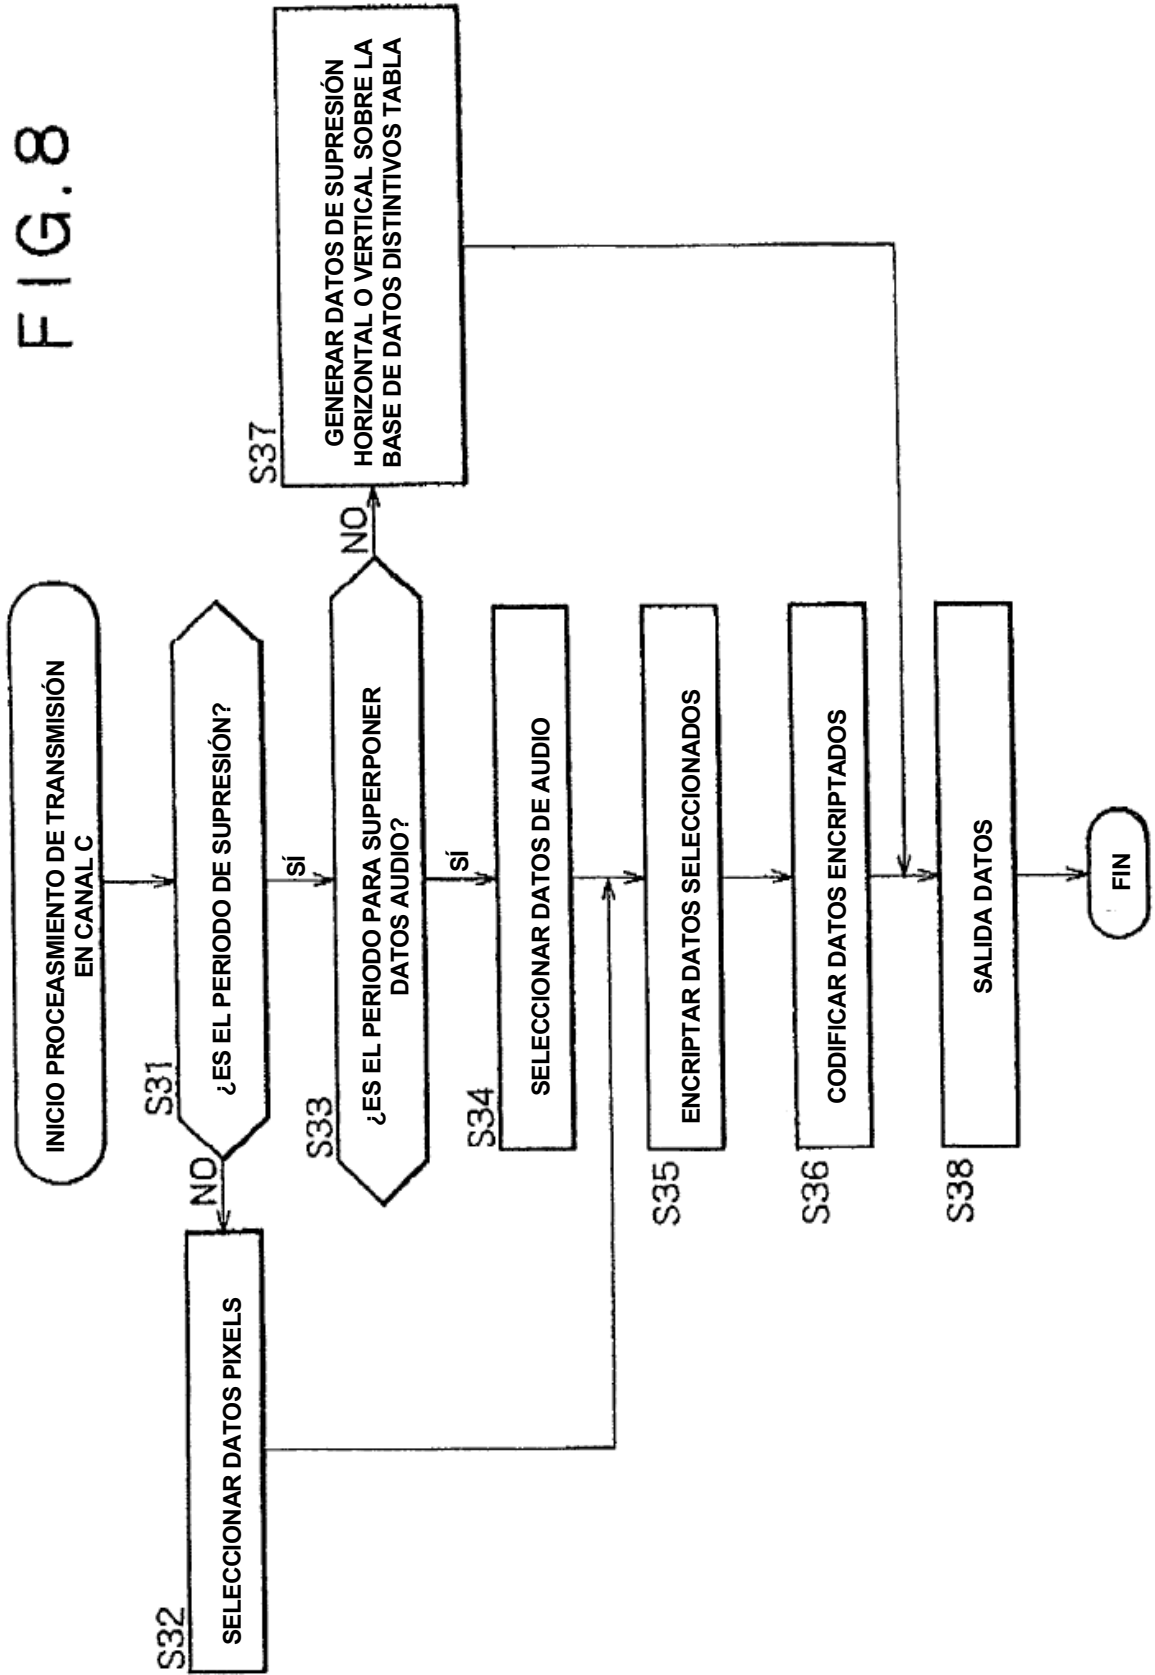 FIG.8
INICIO PROCEASMIENTO DE TRANSMISIÓN
EN CANAL C
S31
¿ES EL PERIODO DE SUPRESIÓN?
NO
SÍ
S32
SELECCIONAR DATOS PIXELS
S33
¿ES EL PERIODO PARA SUPERPONER
DATOS AUDIO?
NO
SÍ
S37
GENERAR DATOS DE SUPRESIÓN
HORIZONTAL O VERTICAL SOBRE LA
BASE DE DATOS DISTINTIVOS TABLA
S34
SELECCIONAR DATOS DE AUDIO
S35
ENCRIPTAR DATOS SELECCIONADOS
S36
CODIFICAR DATOS ENCRIPTADOS
S38
SALIDA DATOS
FIN